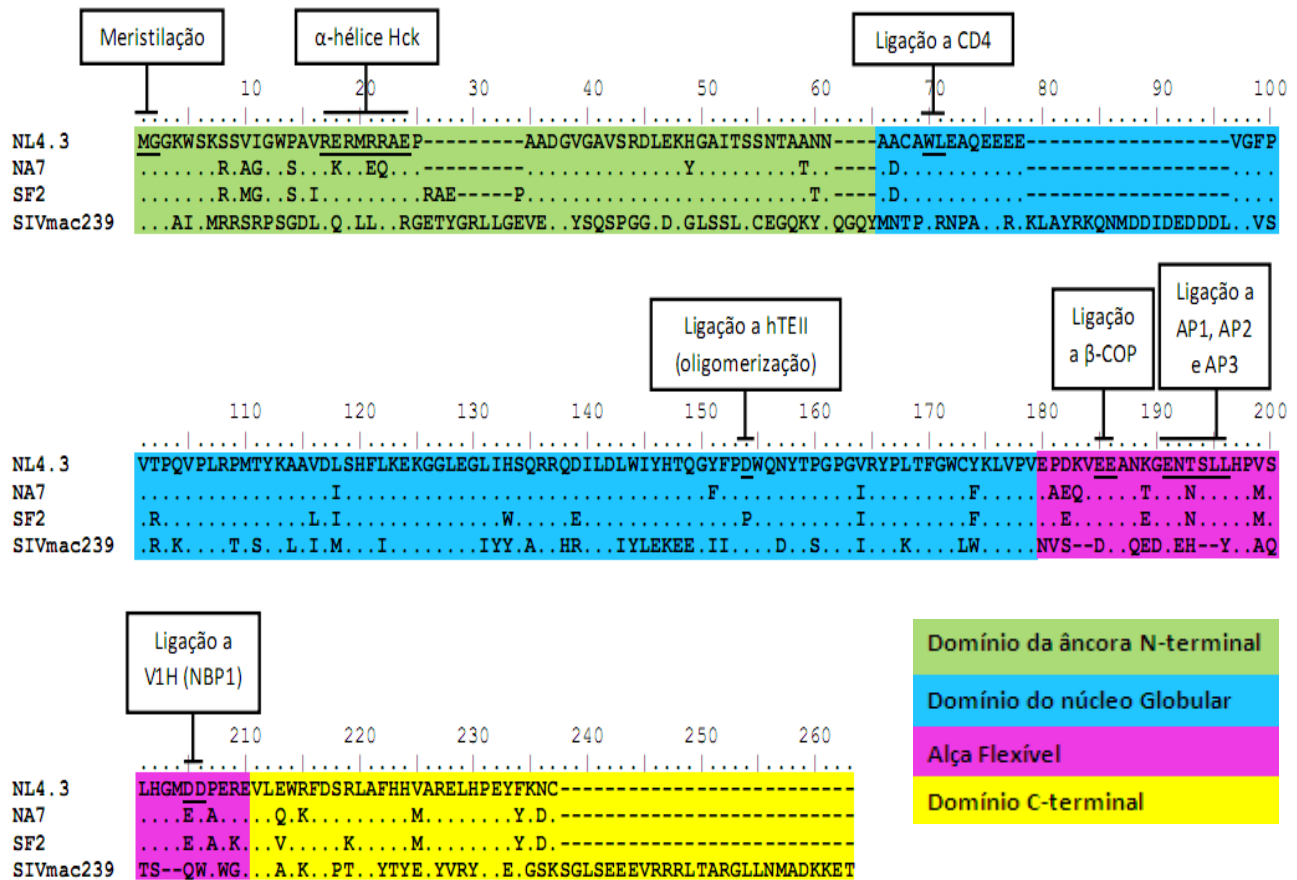 Meristilação
α-hélice Hck
Ligação a CD4
10 20 30 40 50 60 70 80 90 100
NL4.3 MGGKWSKSSVIGWPAVRERMRRAEP---------AADGVGAVSRDLEKHGAITSSNTAANN----AACAWLEAQEEEE------------------VGFP
NA7 .......R.AG..S...K..EQ...---------..............Y.........T..----.D...........------------------....
SF2 .......R.MG..S.I.........RAE-----P.........................T.----.D...........------------------....
SIVmac239 ...AI.MRRSRPSGDL.Q.LL..RGETYGRLLGEVE..YSQSPGG.D.GLSSL.CEGQKY.QGQYMNTP.RNPA..R.KLAYRKQNMDDIDEDDDL..VS
Ligação a hTEII
(oligomerização)
Ligação
a β-COP
Ligação a
AP1, AP2
e AP3
110 120 130 140 150 160 170 180 190 200
NL4.3 VTPQVPLRPMTYKAAVDLSHFLKEKGGLEGLIHSQRRQDILDLWIYHTQGYFPDWQNYTPGPGVRYPLTFGWCYKLVPVEPDKVEEANKGENTSLLHPVS
NA7 .................I................................F............I.........F......AEQ.....T...N.....M.
SF2 .R.............L.I..............W.....E..............P.........I.........F.......E......E...N.....M.
SIVmac239 .R.K....T.S..L.I.M...I........IYY.A..HR...IYLEKEE.II....D..S...I...K....LW.....NVS--D..QED.EH--Y..AQ
Ligação a
V1H (NBP1)
210 220 230 240 250 260
NL4.3 LHGMDDPEREVLEWRFDSRLAFHHVARELHPEYFKNC--------------------------
NA7 ....E.A.....Q.K.........M........Y.D.--------------------------
SF2 ....E.A.K...V.....K.....M........Y.D.--------------------------
SIVmac239 TS--QW.WG...A.K..PT..YTYE.YVRY..E.GSKSGLSEEEVRRRLTARGLLNMADKKET
Domínio da âncora N-terminal
Domínio do núcleo Globular
Alça Flexível
Domínio C-terminal